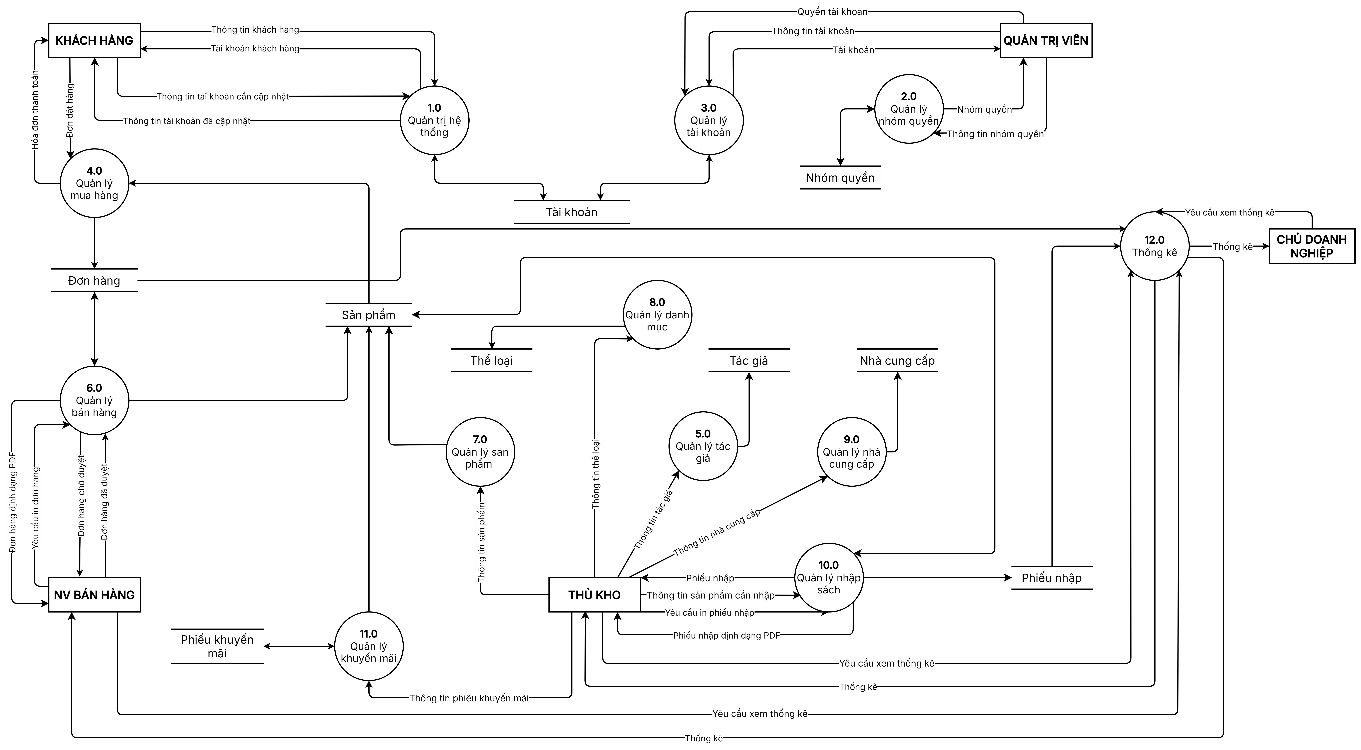 Quyền tài khoản
KHÁCH HÀNG
Thông tin khách hàng
Thông tin tài khoản
QUẢN TRỊ VIÊN
Tài khoản khách hàng
Tài khoản
Hóa đơn thanh toán
Đơn đặt hàng
Thông tin tài khoản cần cập nhật
1.0
Quản trị hệ
thống
3.0
Quản lý
tài khoản
2.0
Quản lý
nhóm quyền
Nhóm quyền
Thông tin tài khoản đã cập nhật
Thông tin nhóm quyền
4.0
Quản lý
mua hàng
Nhóm quyền
Tài khoản
Yêu cầu xem thống kê
12.0
Thống kê
Thống kê
CHỦ DOANH
NGHIỆP
Đơn hàng
Sản phẩm
8.0
Quản lý danh
mục
Thể loại
Tác giả
Nhà cung cấp
6.0
Quản lý
bán hàng
7.0
Quản lý sản
phẩm
5.0
Quản lý tác
giả
9.0
Quản lý nhà
cung cấp
Đơn hàng định dạng PDF
Yêu cầu in đơn hàng
Đơn hàng chờ duyệt
Đơn hàng đã duyệt
Thông tin sản phẩm
Thông tin thể loại
Thông tin tác giả
Thông tin nhà cung cấp
NV BÁN HÀNG
THỦ KHO
Phiếu nhập
10.0
Quản lý nhập
sách
Phiếu nhập
Thông tin sản phẩm cần nhập
Yêu cầu in phiếu nhập
Phiếu nhập định dạng PDF
Phiếu khuyến
mãi
11.0
Quản lý
khuyến mãi
Yêu cầu xem thống kê
Thống kê
Thông tin phiếu khuyến mãi
Yêu cầu xem thống kê
Thống kê